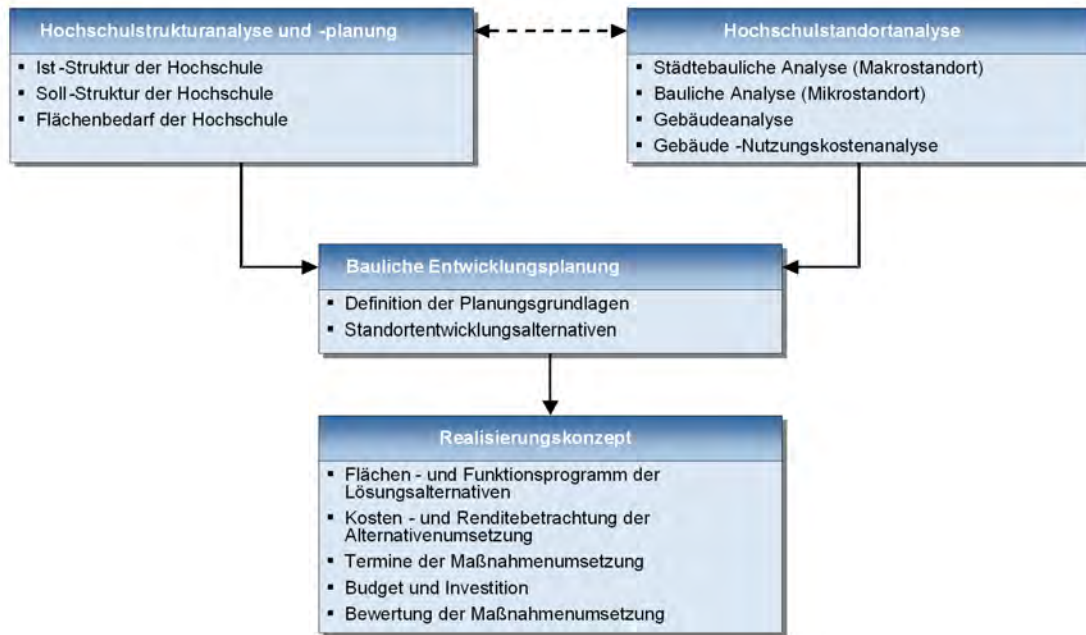 Hochschulstrukturanalyse und -planung
▪ Ist-Struktur der Hochschule
▪ Soll-Struktur der Hochschule
▪ Flächenbedarf der Hochschule
Hochschulstandortanalyse
▪ Städtebauliche Analyse (Makrostandort)
▪ Bauliche Analyse (Mikrostandort)
▪ Gebäudeanalyse
▪ Gebäude -Nutzungskostenanalyse
Bauliche Entwicklungsplanung
▪ Definition der Planungsgrundlagen
▪ Standortentwicklungsalternativen
Realisierungskonzept
▪ Flächen - und Funktionsprogramm der
Lösungsalternativen
▪ Kosten - und Renditebetrachtung der
Alternativenumsetzung
▪ Termine der Maßnahmenumsetzung
▪ Budget und Investition
▪ Bewertung der Maßnahmenumsetzung